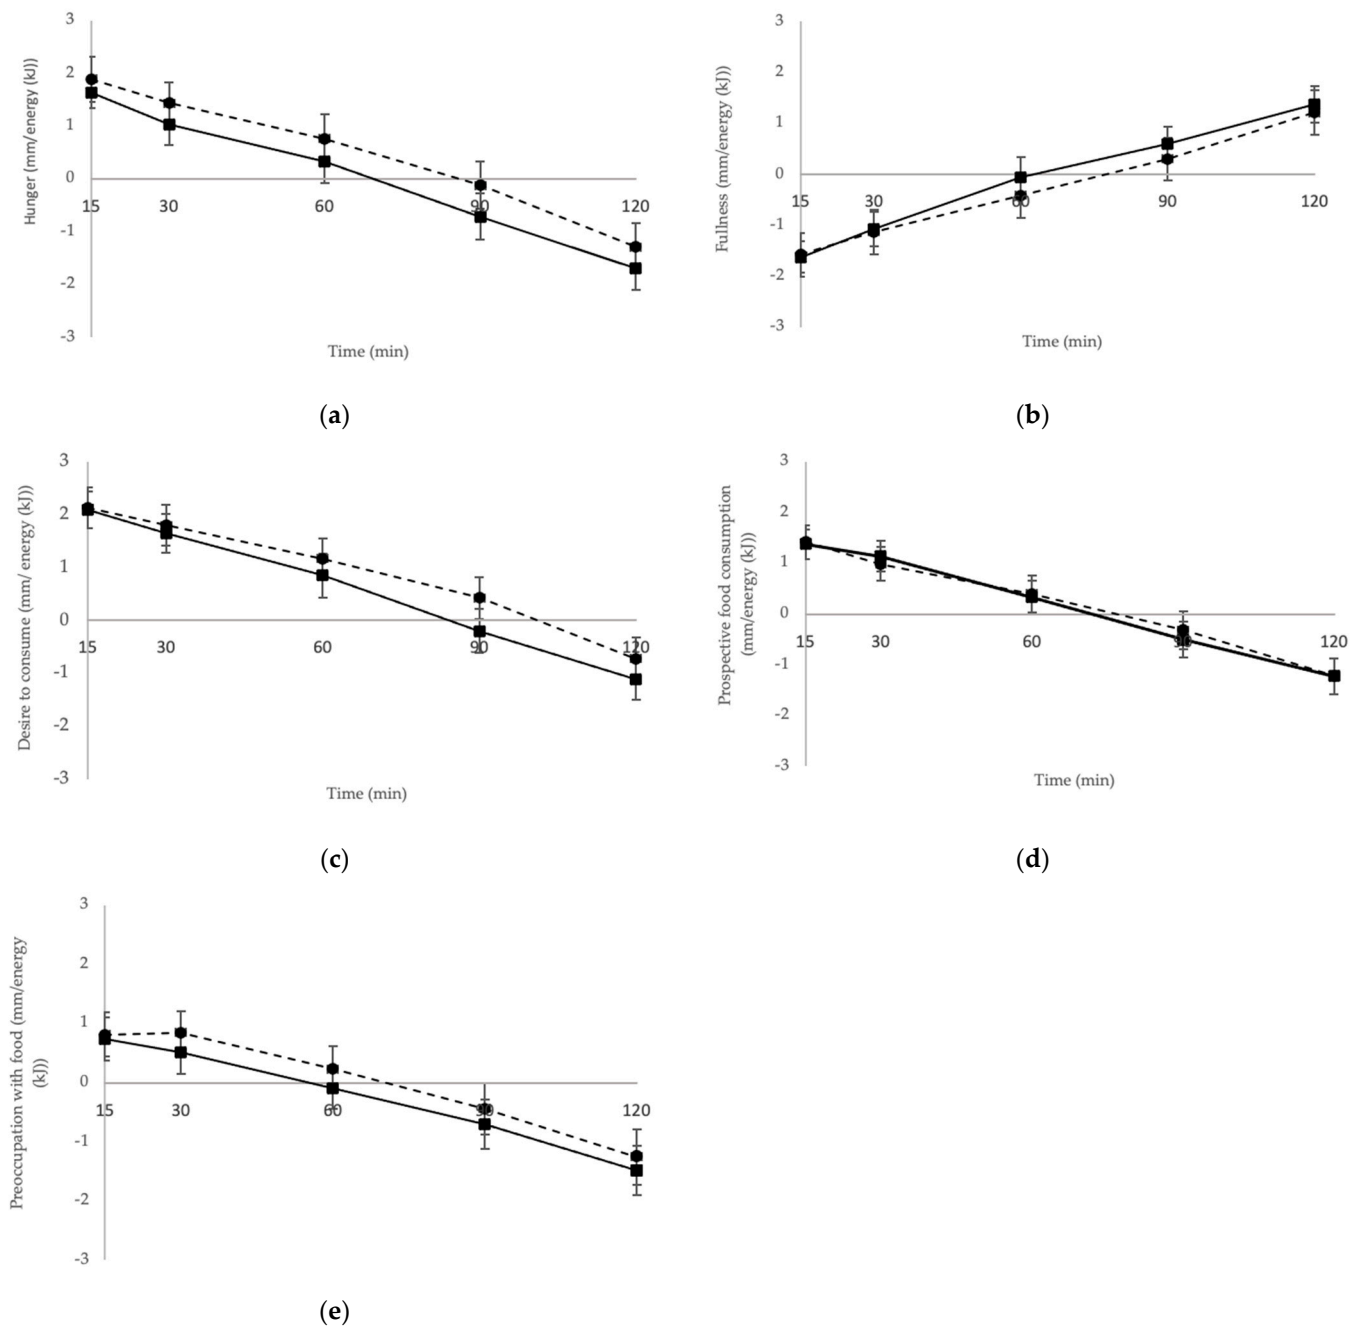 3
2
1
0
-1
-2
-3
Hunger (mm/energy (kJ))
15 30 60 90 120
Time (min)
(a)
3
2
1
0
-1
-2
-3
Fullness (mm/energy (kJ))
15 30 60 90 120
Time (min)
(b)
3
2
1
0
-1
-2
-3
Desire to consume (mm/ energy (kJ))
15 30 60 90 120
Time (min)
(c)
3
2
1
0
-1
-2
-3
Prospective food consumption
(mm/energy (kJ))
15 30 60 90 120
Time (min)
(d)
3
2
1
0
-1
-2
-3
Preoccupation with food (mm/energy
(kJ))
15 30 60 90 120
(e)